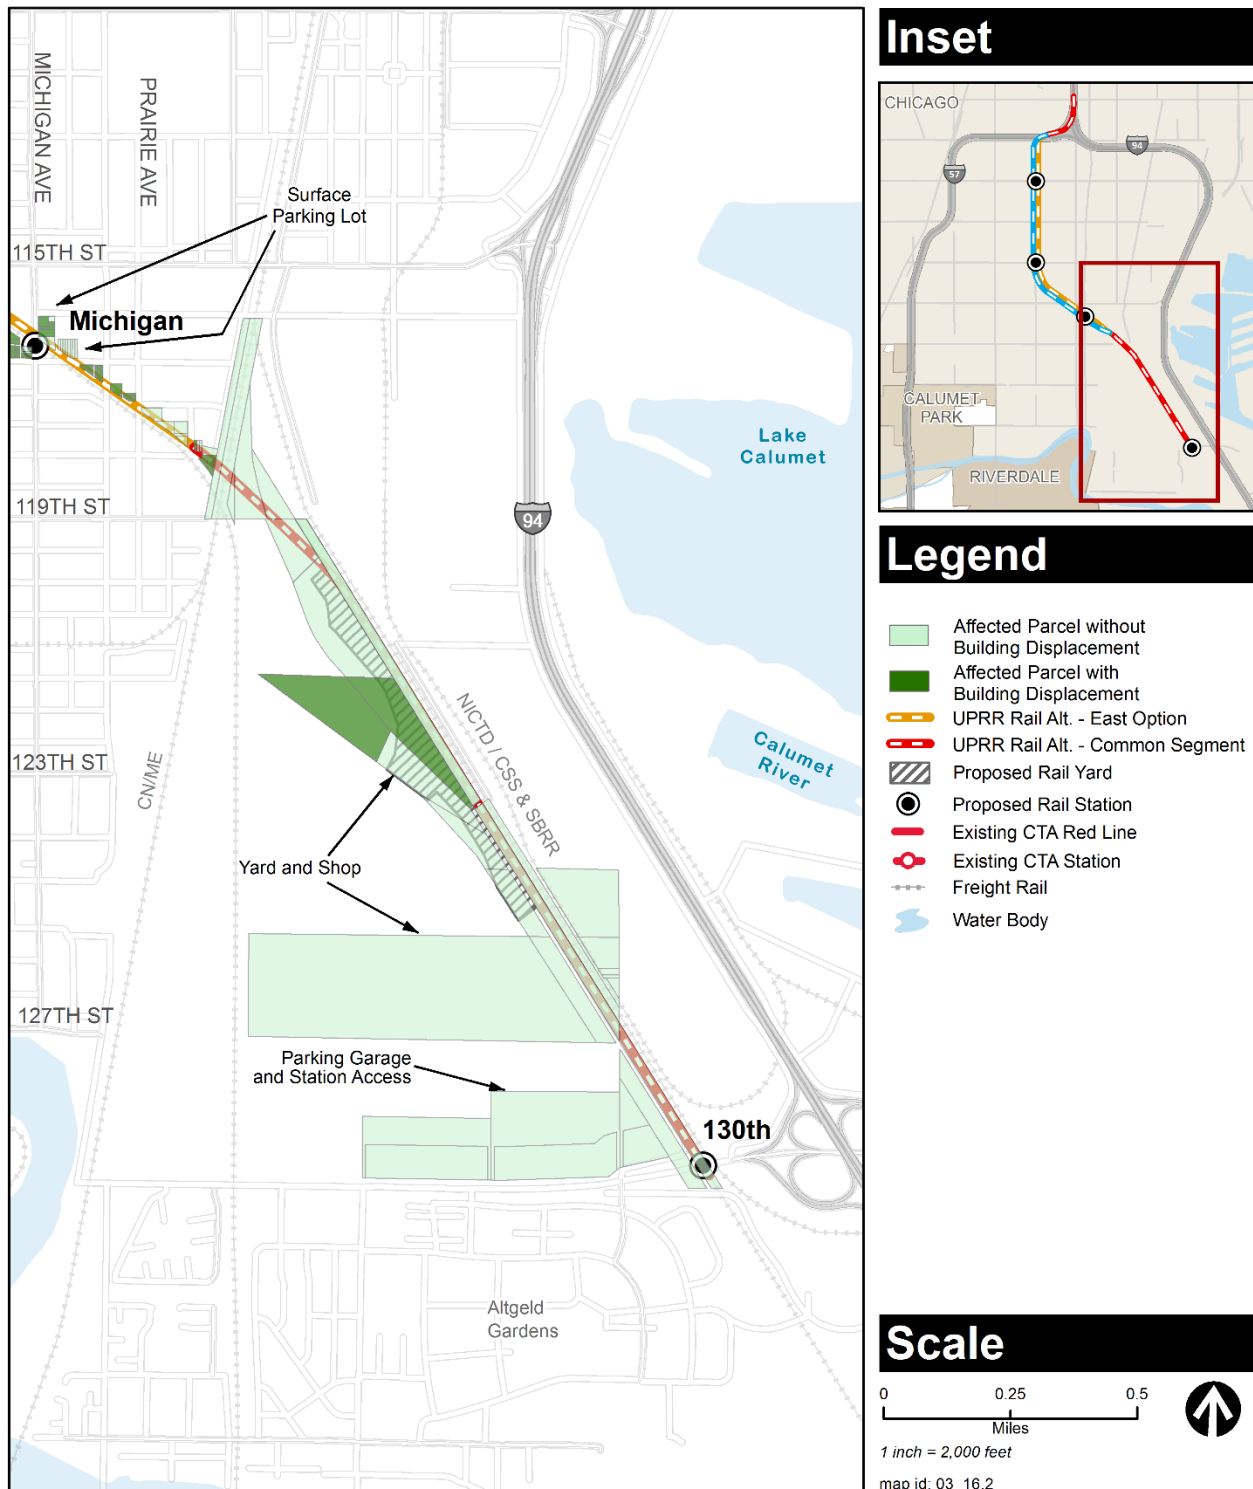 MICHIGAN AVE
PRAIRIE AVE
Surface
Parking Lot
115TH ST
Michigan
Lake
Calumet
119TH ST
94
NICTD / CSS & SBRR
Calumet
River
123TH ST
CN/ME
Yard and Shop
127TH ST
Parking Garage
and Station Access
130th
Altgeld
Gardens
Inset
CHICAGO
94
57
CALUMET
PARK
RIVERDALE
Legend
Affected Parcel without
Building Displacement
Affected Parcel with
Building Displacement
UPRR Rail Alt. - East Option
UPRR Rail Alt. - Common Segment
Proposed Rail Yard
Proposed Rail Station
Existing CTA Red Line
Existing CTA Station
Freight Rail
Water Body
Scale
0 0.25 0.5
Miles
1 inch = 2,000 feet
map id: 03_16.2